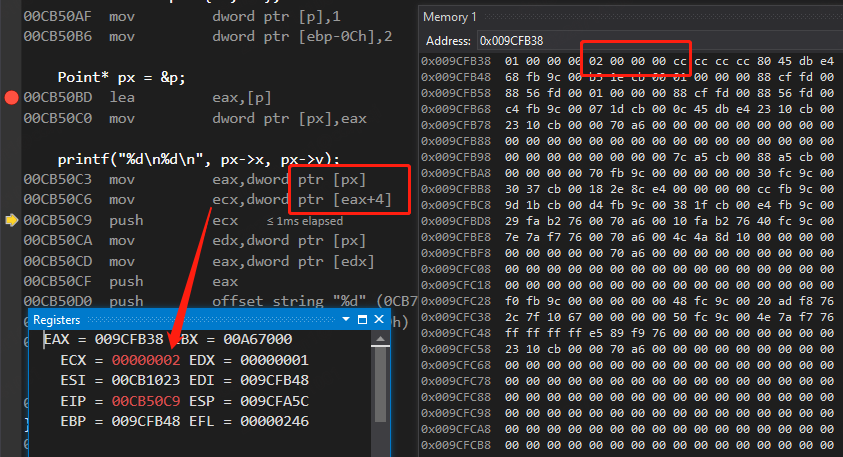 00CB50AF mov dword ptr [p],1
00CB50B6 mov dword ptr [ebp-0Ch],2
Point* px = &p;
00CB50BD lea eax,[p]
00CB50C0 mov dword ptr [px],eax
printf("%d\n%d\n", px->x, px->y);
00CB50C3 mov eax,dword ptr [px]
00CB50C6 mov ecx,dword ptr [eax+4]
00CB50C9 push ecx ≤1ms elapsed
00CB50CA mov edx,dword ptr [px]
00CB50CD mov eax,dword ptr [edx]
00CB50CF push eax
00CB50D0 push offset string "%d" (0CB7
Registers
EAX = 009CFB38 EBX = 00A67000
ECX = 00000002 EDX = 00000001
ESI = 00CB1023 EDI = 009CFB48
EIP = 00CB50C9 ESP = 009CFA5C
EBP = 009CFB48 EFL = 00000246
Memory 1
Address: 0x009CFB38
0x009CFB38 01 00 00 00 02 00 00 00 cc cc cc cc 80 45 db e4
0x009CFB48 68 fb 9c 00 b3 1e cb 00 01 00 00 00 88 cf fd 00
0x009CFB58 88 56 fd 00 01 00 00 00 88 cf fd 00 88 56 fd 00
0x009CFB68 c4 fb 9c 00 07 1d cb 00 0c 45 db e4 23 10 cb 00
0x009CFB78 23 10 cb 00 00 70 a6 00 00 00 00 00 00 00 00 00
0x009CFB88 00 00 00 00 00 00 00 00 00 00 00 00 00 00 00 00
0x009CFB98 00 00 00 00 00 00 00 00 7c a5 cb 00 88 a5 cb 00
0x009CFBA8 00 00 00 00 70 fb 9c 00 00 00 00 00 30 fc 9c 00
0x009CFBB8 30 37 cb 00 18 2e 8c e4 00 00 00 00 cc fb 9c 00
0x009CFBC8 9d 1b cb 00 d4 fb 9c 00 38 1f cb 00 e4 fb 9c 00
0x009CFBD8 29 fa b2 76 00 70 a6 00 10 fa b2 76 40 fc 9c 00
0x009CFBE8 7e 7a f7 76 00 70 a6 00 4c 4a 8d 10 00 00 00 00
0x009CFBF8 00 00 00 00 00 70 a6 00 00 00 00 00 00 00 00 00
0x009CFC08 00 00 00 00 00 00 00 00 00 00 00 00 00 00 00 00
0x009CFC18 00 00 00 00 00 00 00 00 00 00 00 00 00 00 00 00
0x009CFC28 f0 fb 9c 00 00 00 00 00 48 fc 9c 00 20 ad f8 76
0x009CFC38 2c 7f 10 67 00 00 00 00 50 fc 9c 00 4e 7a f7 76
0x009CFC48 ff ff ff ff e5 89 f9 76 00 00 00 00 00 00 00 00
0x009CFC58 23 10 cb 00 00 70 a6 00 00 00 00 00 00 00 00 00
0x009CFC68 00 00 00 00 00 00 00 00 00 00 00 00 00 00 00 00
0x009CFC78 00 00 00 00 00 00 00 00 00 00 00 00 00 00 00 00
0x009CFC88 00 00 00 00 00 00 00 00 00 00 00 00 00 00 00 00
0x009CFC98 00 00 00 00 00 00 00 00 00 00 00 00 00 00 00 00
0x009CFCA8 00 00 00 00 00 00 00 00 00 00 00 00 00 00 00 00
0x009CFCB8 00 00 00 00 00 00 00 00 00 00 00 00 00 00 00 00